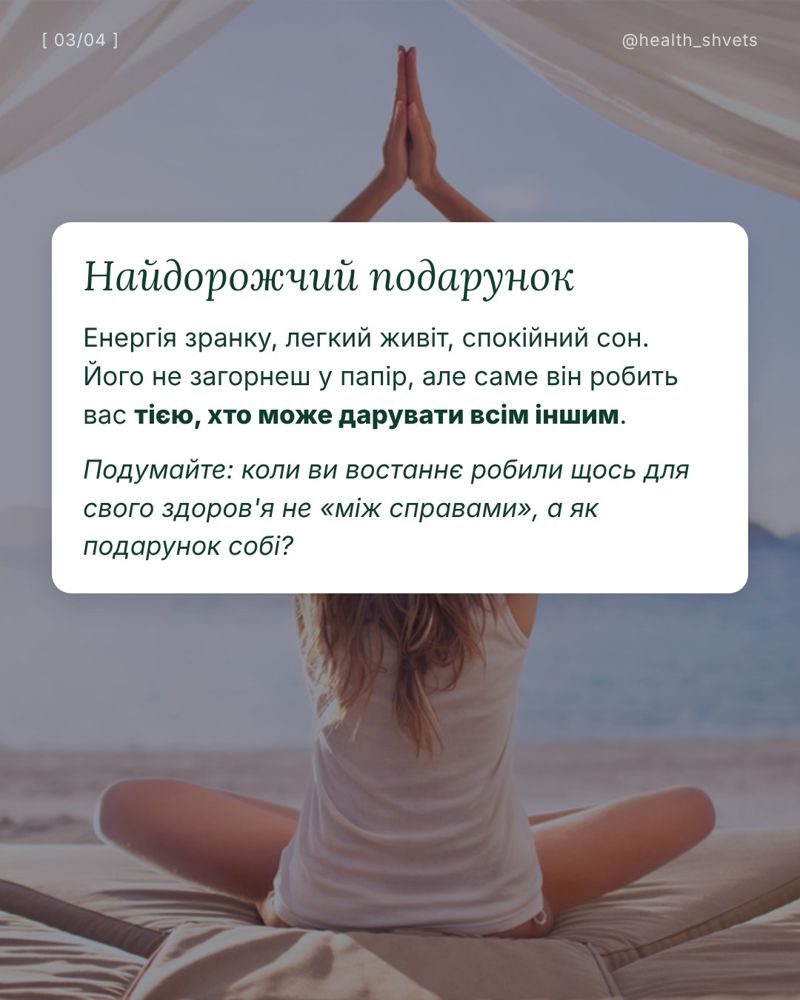 [ 03/04 ]
@health_shvets
Найдорожчий подарунок
Енергія зранку, легкий живіт, спокійний сон.
Його не загорнеш у папір, але саме він робить
вас тією, хто може дарувати всім іншим.
Подумайте: коли ви востаннє робили щось для
свого здоров'я не «між справами», а як
подарунок собі?